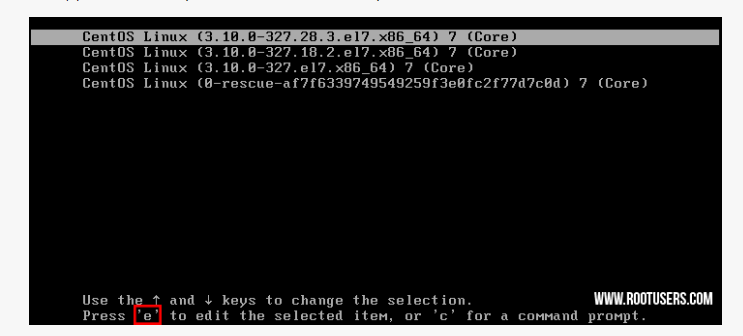 CentOS Linux (3.10.0-327.28.3.el7.x86_64) 7 (Core)
CentOS Linux (3.10.0-327.18.2.el7.x86_64) 7 (Core)
CentOS Linux (3.10.0-327.el7.x86_64) 7 (Core)
CentOS Linux (0-rescue-af7f6339749549259f3e0fc2f77d7c0d) 7 (Core)
Use the ↑ and ↓ keys to change the selection.
WWW.ROOTUSERS.COM
Press 'e' to edit the selected item, or 'c' for a command prompt.